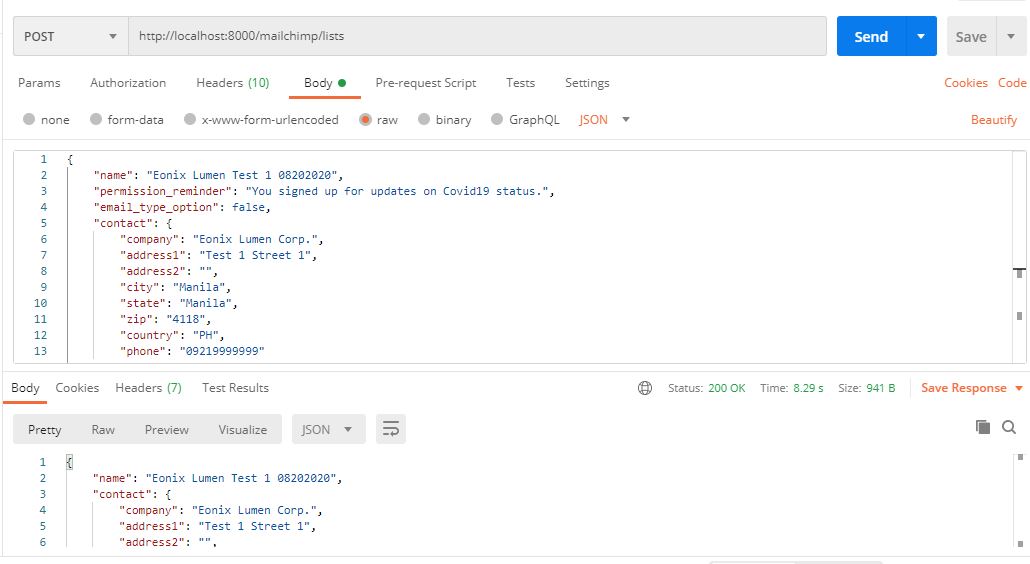 POST http://localhost:8000/mailchimp/lists Send Save
Params Authorization Headers (10) Body Pre-request Script Tests Settings Cookies Code
none form-data x-www-form-urlencoded raw binary GraphQL JSON Beautify
1 {
2 "name": "Eonix Lumen Test 1 08202020",
3 "permission_reminder": "You signed up for updates on Covid19 status.",
4 "email_type_option": false,
5 "contact": {
6 "company": "Eonix Lumen Corp.",
7 "address1": "Test 1 Street 1",
8 "address2": "",
9 "city": "Manila",
10 "state": "Manila",
11 "zip": "4118",
12 "country": "PH",
13 "phone": "09219999999"
Body Cookies Headers (7) Test Results Status: 200 OK Time: 8.29 s Size: 941 B Save Response
Pretty Raw Preview Visualize JSON
1 {
2 "name": "Eonix Lumen Test 1 08202020",
3 "contact": {
4 "company": "Eonix Lumen Corp.",
5 "address1": "Test 1 Street 1",
6 "address2": "",